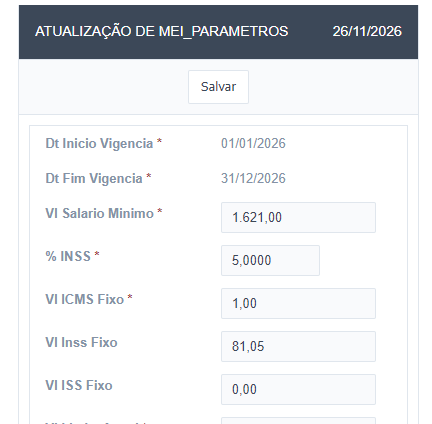 ATUALIZAÇÃO DE MEI_PARAMETROS 26/11/2026
Salvar
Dt Inicio Vigencia * 01/01/2026
Dt Fim Vigencia * 31/12/2026
Vl Salario Minimo * 1.621,00
% INSS * 5,0000
Vl ICMS Fixo * 1,00
Vl Inss Fixo 81,05
Vl ISS Fixo 0,00